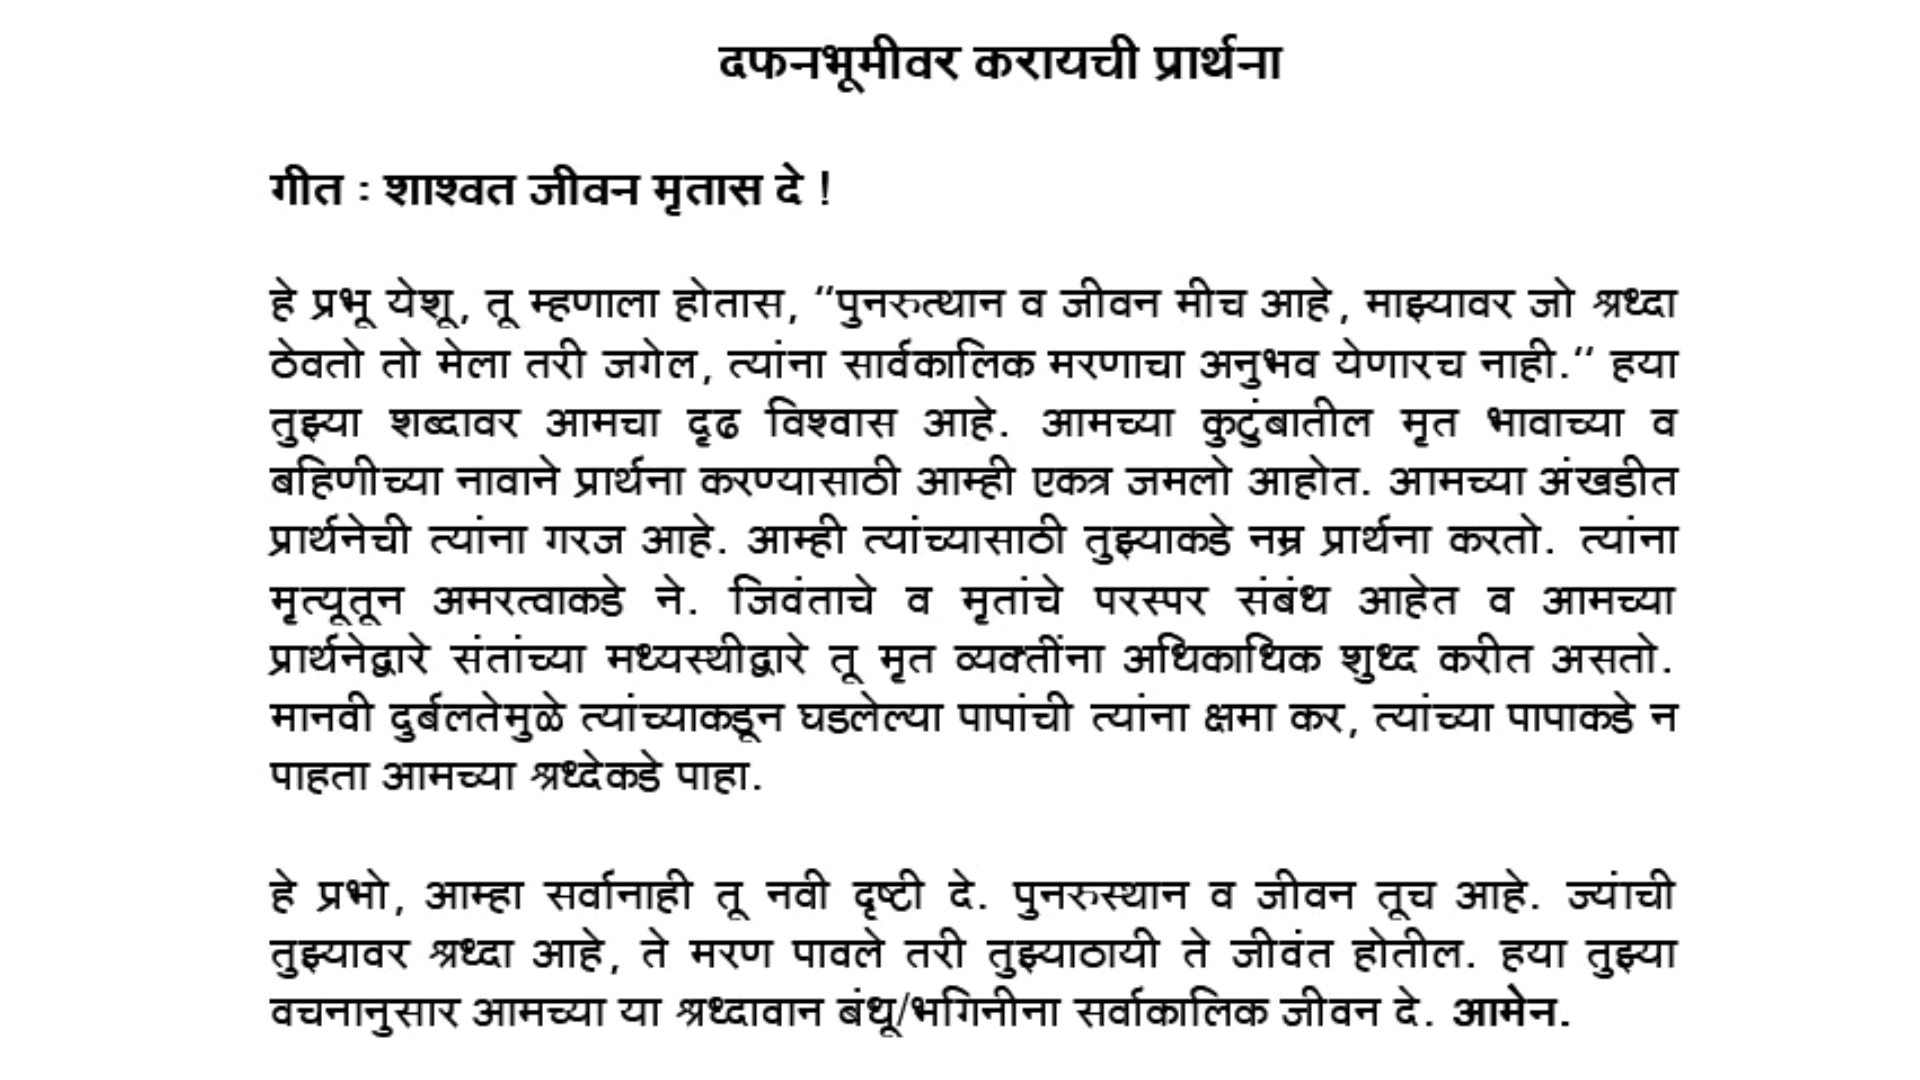 दफनभूमीवर करायची प्रार्थना
गीत : शाश्वत जीवन मृतास दे !
हे प्रभू येशू, तू म्हणाला होतास, “पुनरुत्थान व जीवन मीच आहे, माझ्यावर जो श्रध्दा
ठेवतो तो मेला तरी जगेल, त्यांना सार्वकालिक मरणाचा अनुभव येणारच नाही.’’ हया
तुझ्या शब्दावर आमचा दृढ विश्वास आहे. आमच्या कुटुंबातील मृत भावाच्या व
बहिणीच्या नावाने प्रार्थना करण्यासाठी आम्ही एकत्र जमलो आहोत. आमच्या अंखडीत
प्रार्थनेची त्यांना गरज आहे. आम्ही त्यांच्यासाठी तुझ्याकडे नम्र प्रार्थना करतो. त्यांना
मृत्यूतून अमरत्वाकडे ने. जिवंताचे व मृतांचे परस्पर संबंध आहेत व आमच्या
प्रार्थनेद्वारे संतांच्या मध्यस्थीद्वारे तू मृत व्यक्तींना अधिकाधिक शुध्द करीत असतो.
मानवी दुर्बलतेमुळे त्यांच्याकडून घडलेल्या पापांची त्यांना क्षमा कर, त्यांच्या पापाकडे न
पाहता आमच्या श्रध्देकडे पाहा.
हे प्रभो, आम्हा सर्वानाही तू नवी दृष्टी दे. पुनरुस्थान व जीवन तूच आहे. ज्यांची
तुझ्यावर श्रध्दा आहे, ते मरण पावले तरी तुझ्याठायी ते जीवंत होतील. हया तुझ्या
वचनानुसार आमच्या या श्रध्दावान बंधू/भगिनीना सर्वाकालिक जीवन दे. आमेन.